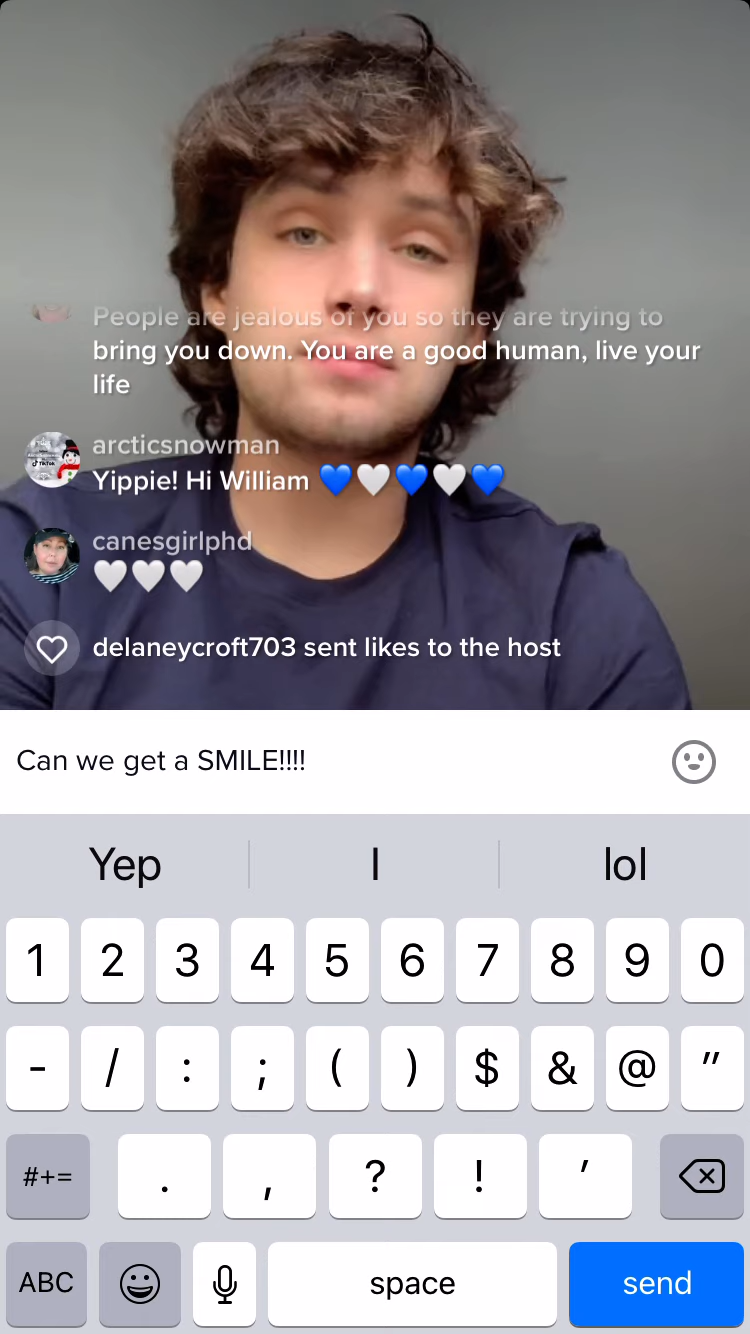 People are jealous of you so they are trying to
bring you down. You are a good human, live your
life
arcticsnowman
Yippie! Hi William 💙🤍💙🤍💙
canesgirlphd
🤍🤍🤍
delaneycroft703 sent likes to the host
Can we get a SMILE!!!!
Yep I lol
1 2 3 4 5 6 7 8 9 0
- / : ; ( ) $ & @ "
#+= . , ? ! '
ABC space send